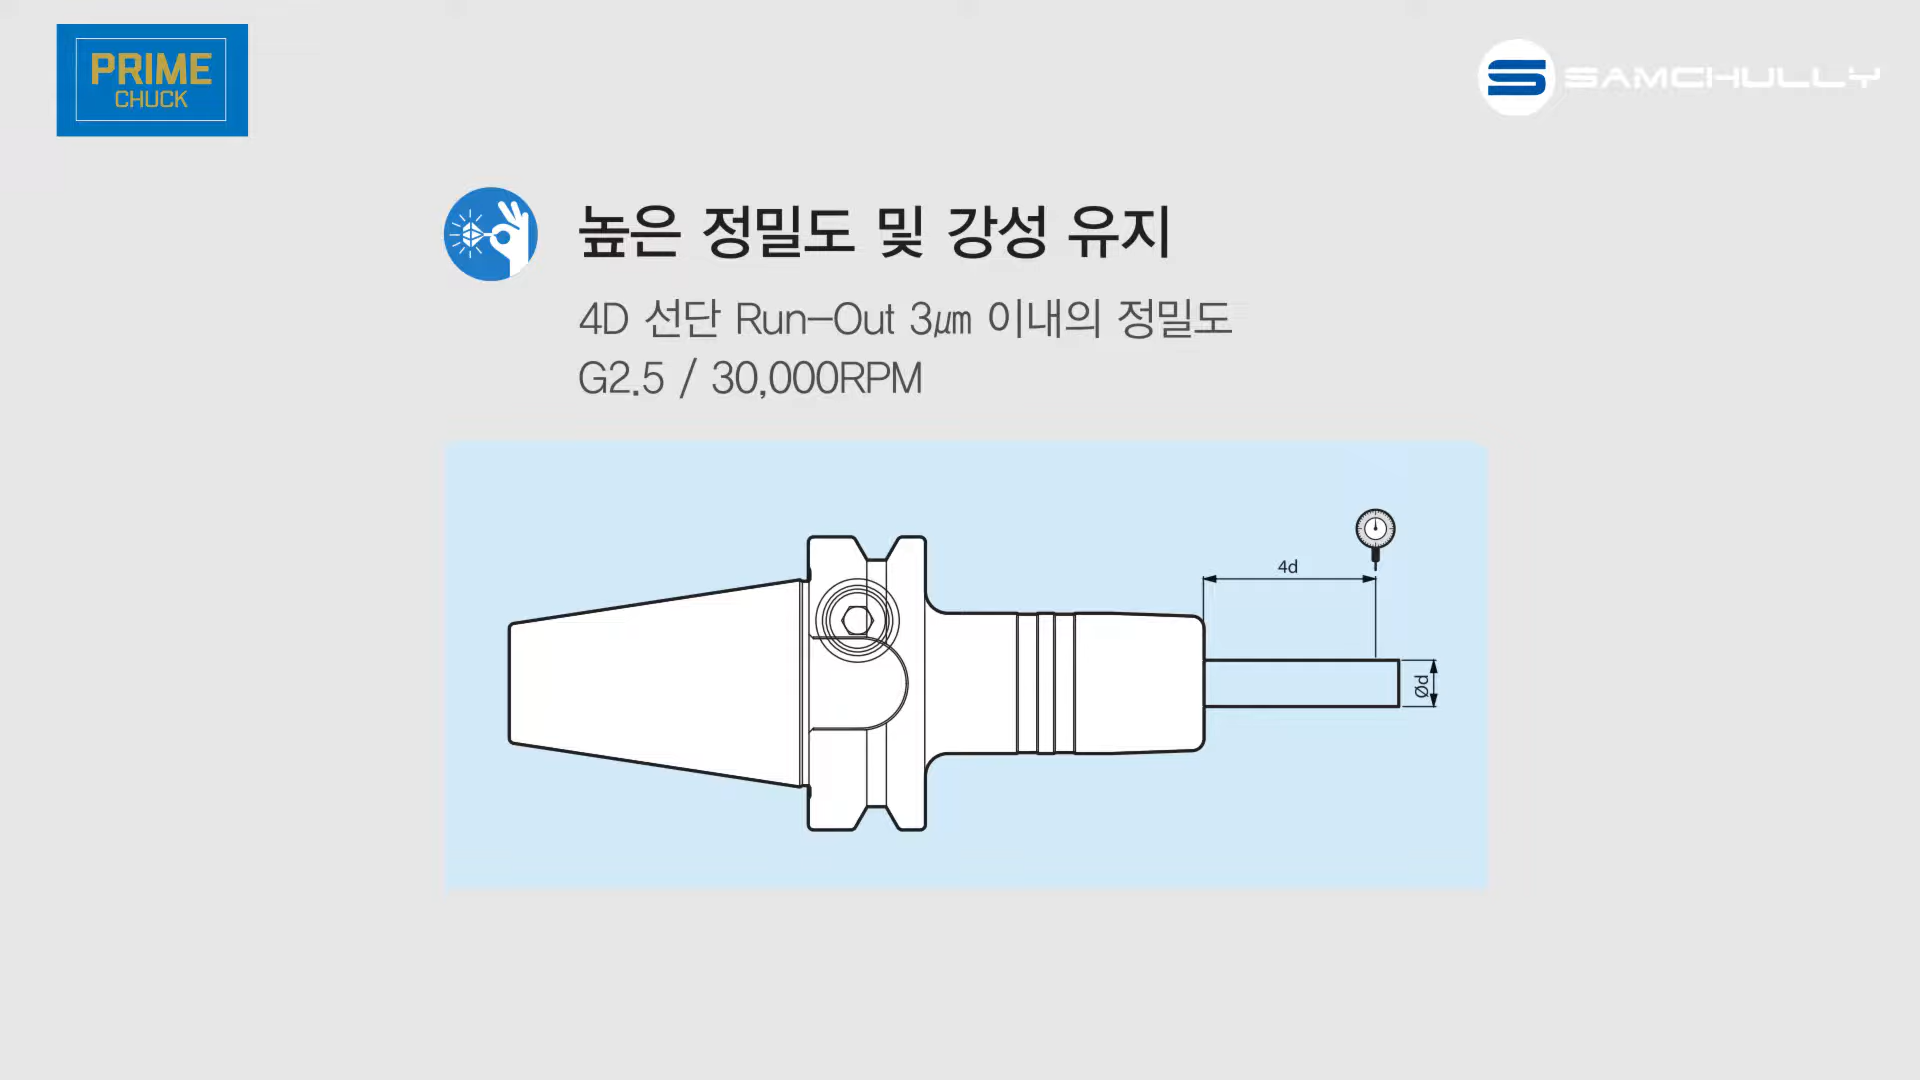 PRIME
CHUCK
SAMCHULLY
높은 정밀도 및 강성 유지
4D 선단 Run-Out 3㎛ 이내의 정밀도
G2.5 / 30,000RPM
4d
Ød